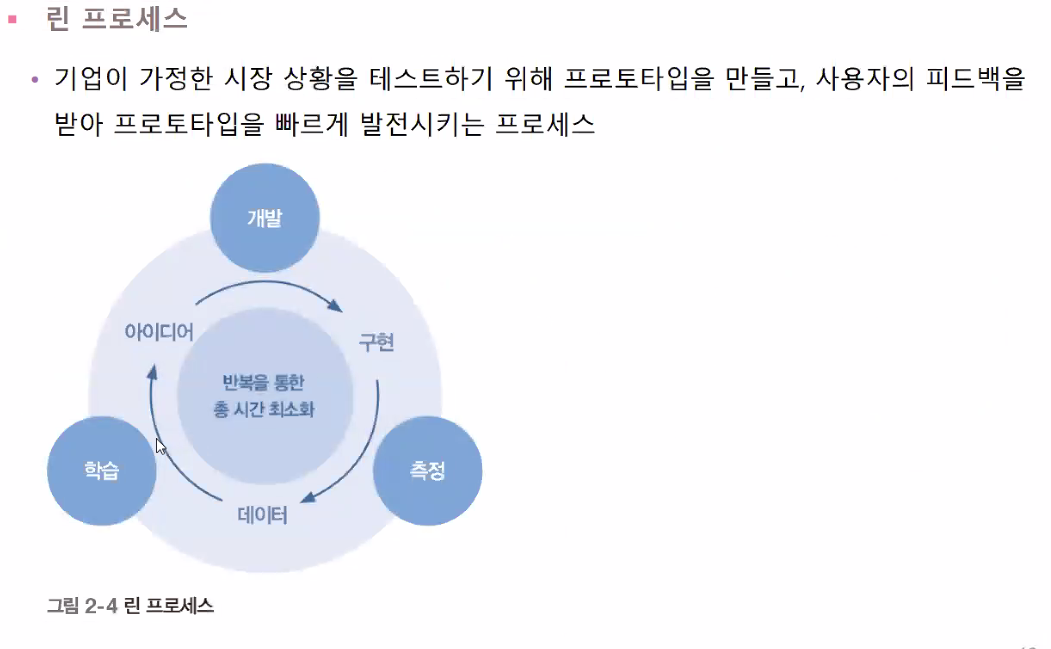 린 프로세스
기업이 가정한 시장 상황을 테스트하기 위해 프로토타입을 만들고, 사용자의 피드백을
받아 프로토타입을 빠르게 발전시키는 프로세스
개발
아이디어
구현
반복을 통한
총 시간 최소화
학습
측정
데이터
그림 2-4 린 프로세스